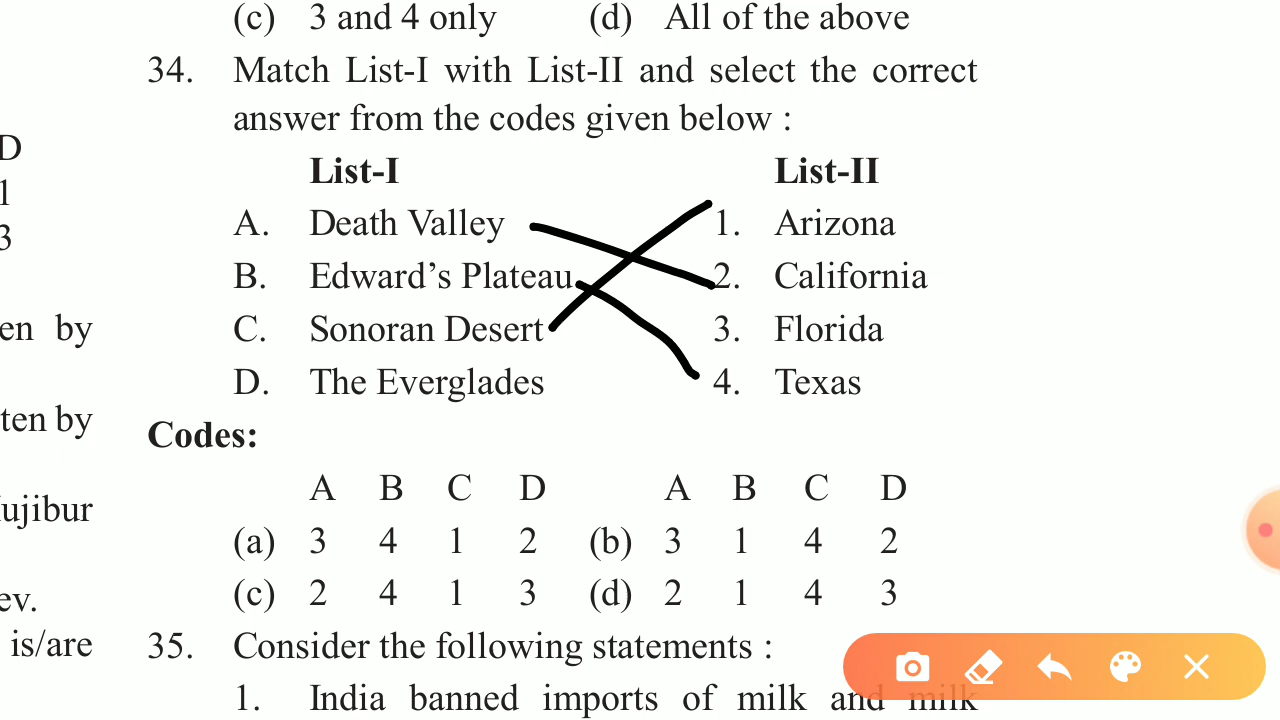 (c) 3 and 4 only (d) All of the above
34. Match List-I with List-II and select the correct
answer from the codes given below :
D
List-I List-II
1
A. Death Valley 1. Arizona
3
B. Edward’s Plateau 2. California
en by
C. Sonoran Desert 3. Florida
D. The Everglades 4. Texas
ten by
Codes:
A B C D A B C D
ujibur
(a) 3 4 1 2 (b) 3 1 4 2
ev.
(c) 2 4 1 3 (d) 2 1 4 3
is/are
35. Consider the following statements :
1. India banned imports of milk and milk